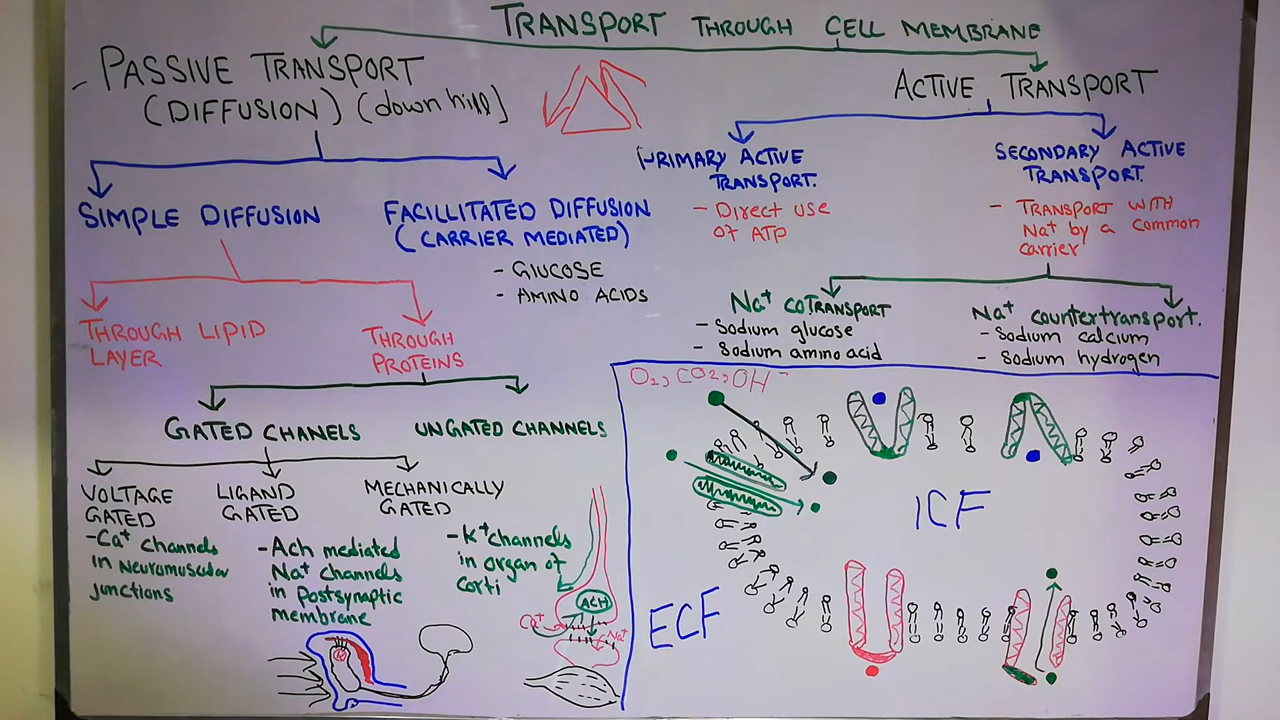 TRANSPORT THROUGH CELL MEMBRANE
PASSIVE TRANSPORT
(DIFFUSION) (down hill)
ACTIVE TRANSPORT
SIMPLE DIFFUSION
FACILLITATED DIFFUSION
(CARRIER MEDIATED)
- GLUCOSE
- AMINO ACIDS
PRIMARY ACTIVE
TRANSPORT.
- Direct use
of ATP
SECONDARY ACTIVE
TRANSPORT.
- TRANSPORT WITH
Na+ by a common
carrier
THROUGH LIPID
LAYER
THROUGH
PROTEINS
Na+ COTRANSPORT
- Sodium glucose
- Sodium amino acid
Na+ countertransport.
- Sodium calcium
- Sodium hydrogen
GATED CHANELS
UNGATED CHANNELS
VOLTAGE
GATED
- Ca+ channels
in Neuromuscular
junctions
LIGAND
GATED
- Ach mediated
Na+ channels
in Postsynaptic
membrane
MECHANICALLY
GATED
- K+ channels
in organ of
corti
ACH
Ca+
Na+
O2, CO2, OH-
ICF
ECF